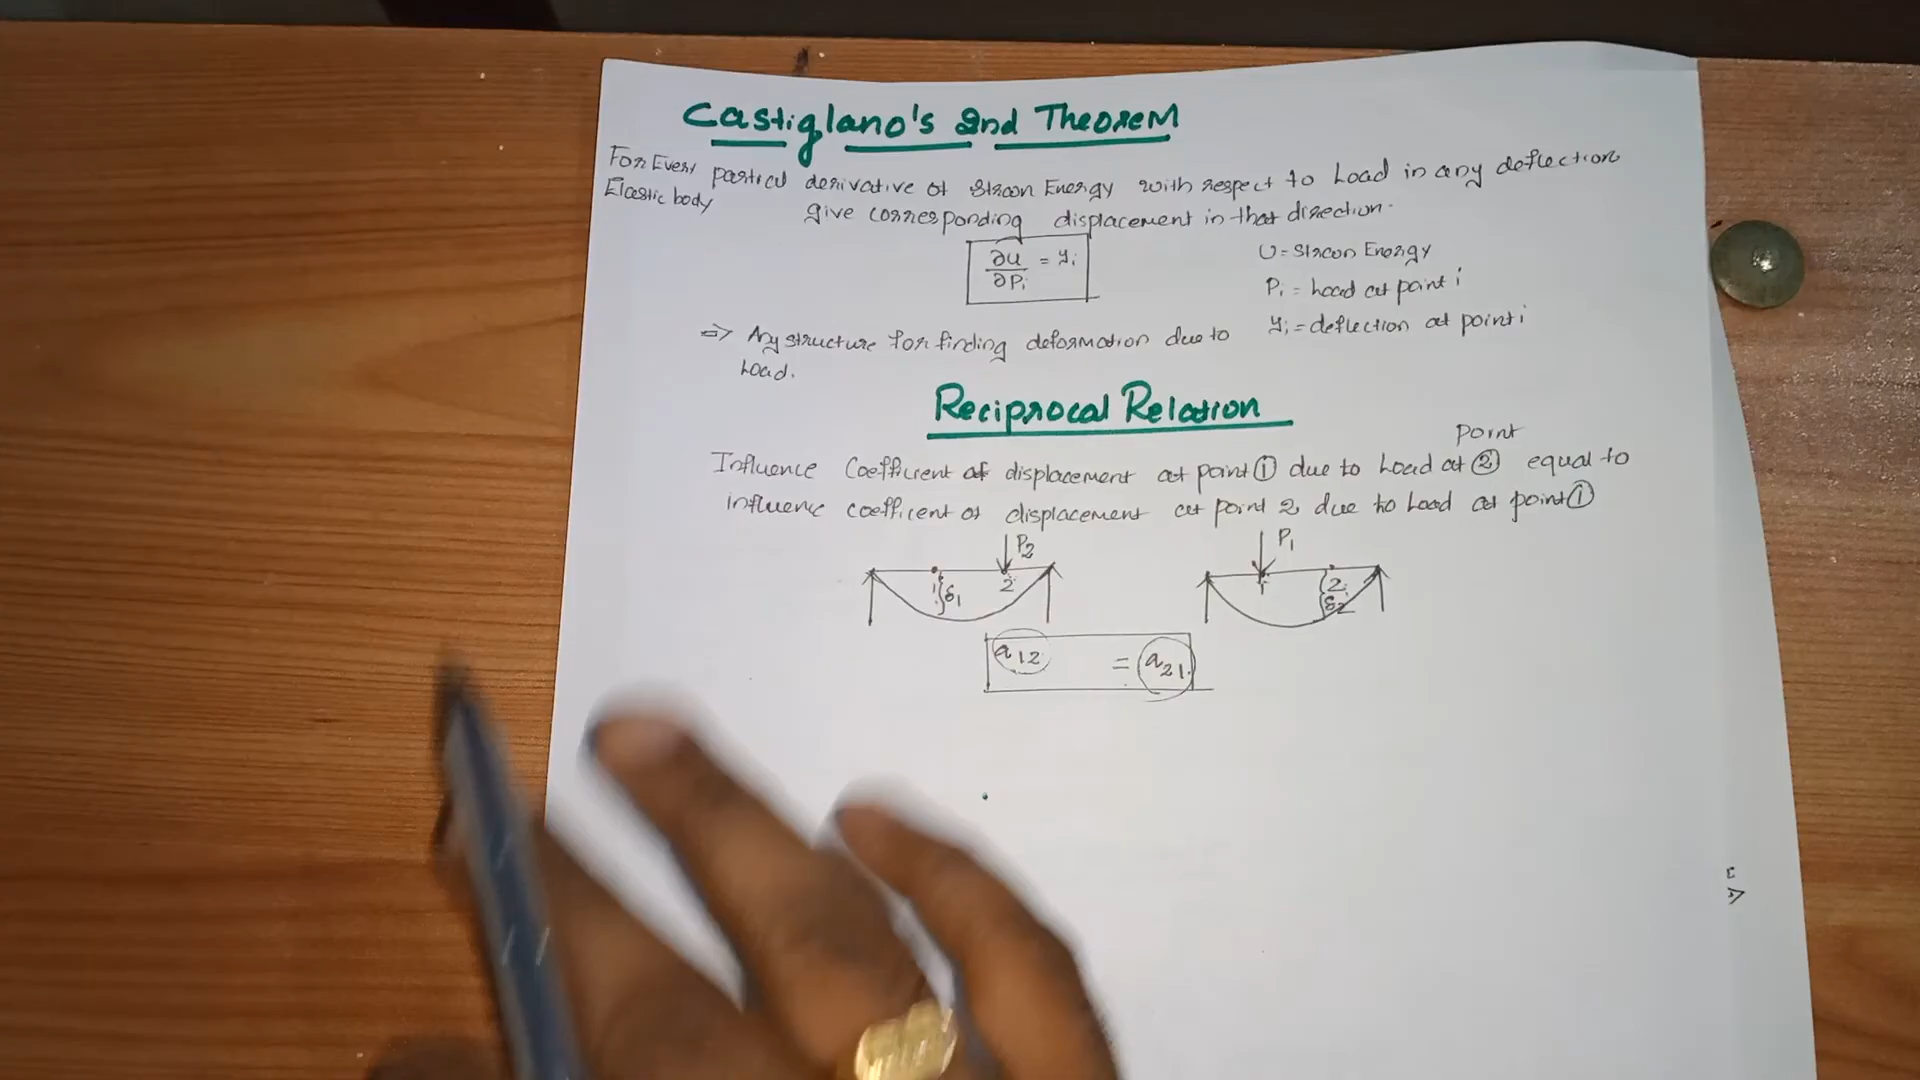 Castiglano's 2nd Theorem
For Every partical derivative of Strain Energy with respect to Load in any deflection
Elastic body give corresponding displacement in that direction.
∂u/∂Pi = yi
U = Strain Energy
Pi = Load at point i
yi = deflection at point i
⇒ Any structure for finding deformation due to
Load.
Reciprocal Relation
point
Influence Coefficient of displacement at point ① due to Load at ② equal to
influenc coefficent of displacement at point 2 due to Load at point ①
P2
P1
1 δ1 2
1 2 δ2
a12 = a21